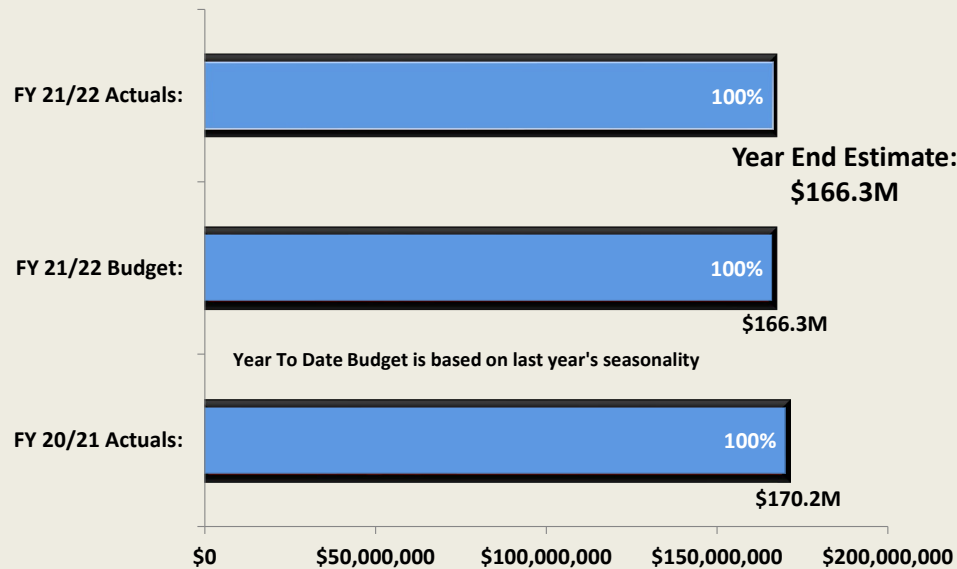 FY 21/22 Actuals:
100%
Year End Estimate:
$166.3M
FY 21/22 Budget:
100%
$166.3M
Year To Date Budget is based on last year's seasonality
FY 20/21 Actuals:
100%
$170.2M
$0 $50,000,000 $100,000,000 $150,000,000 $200,000,000